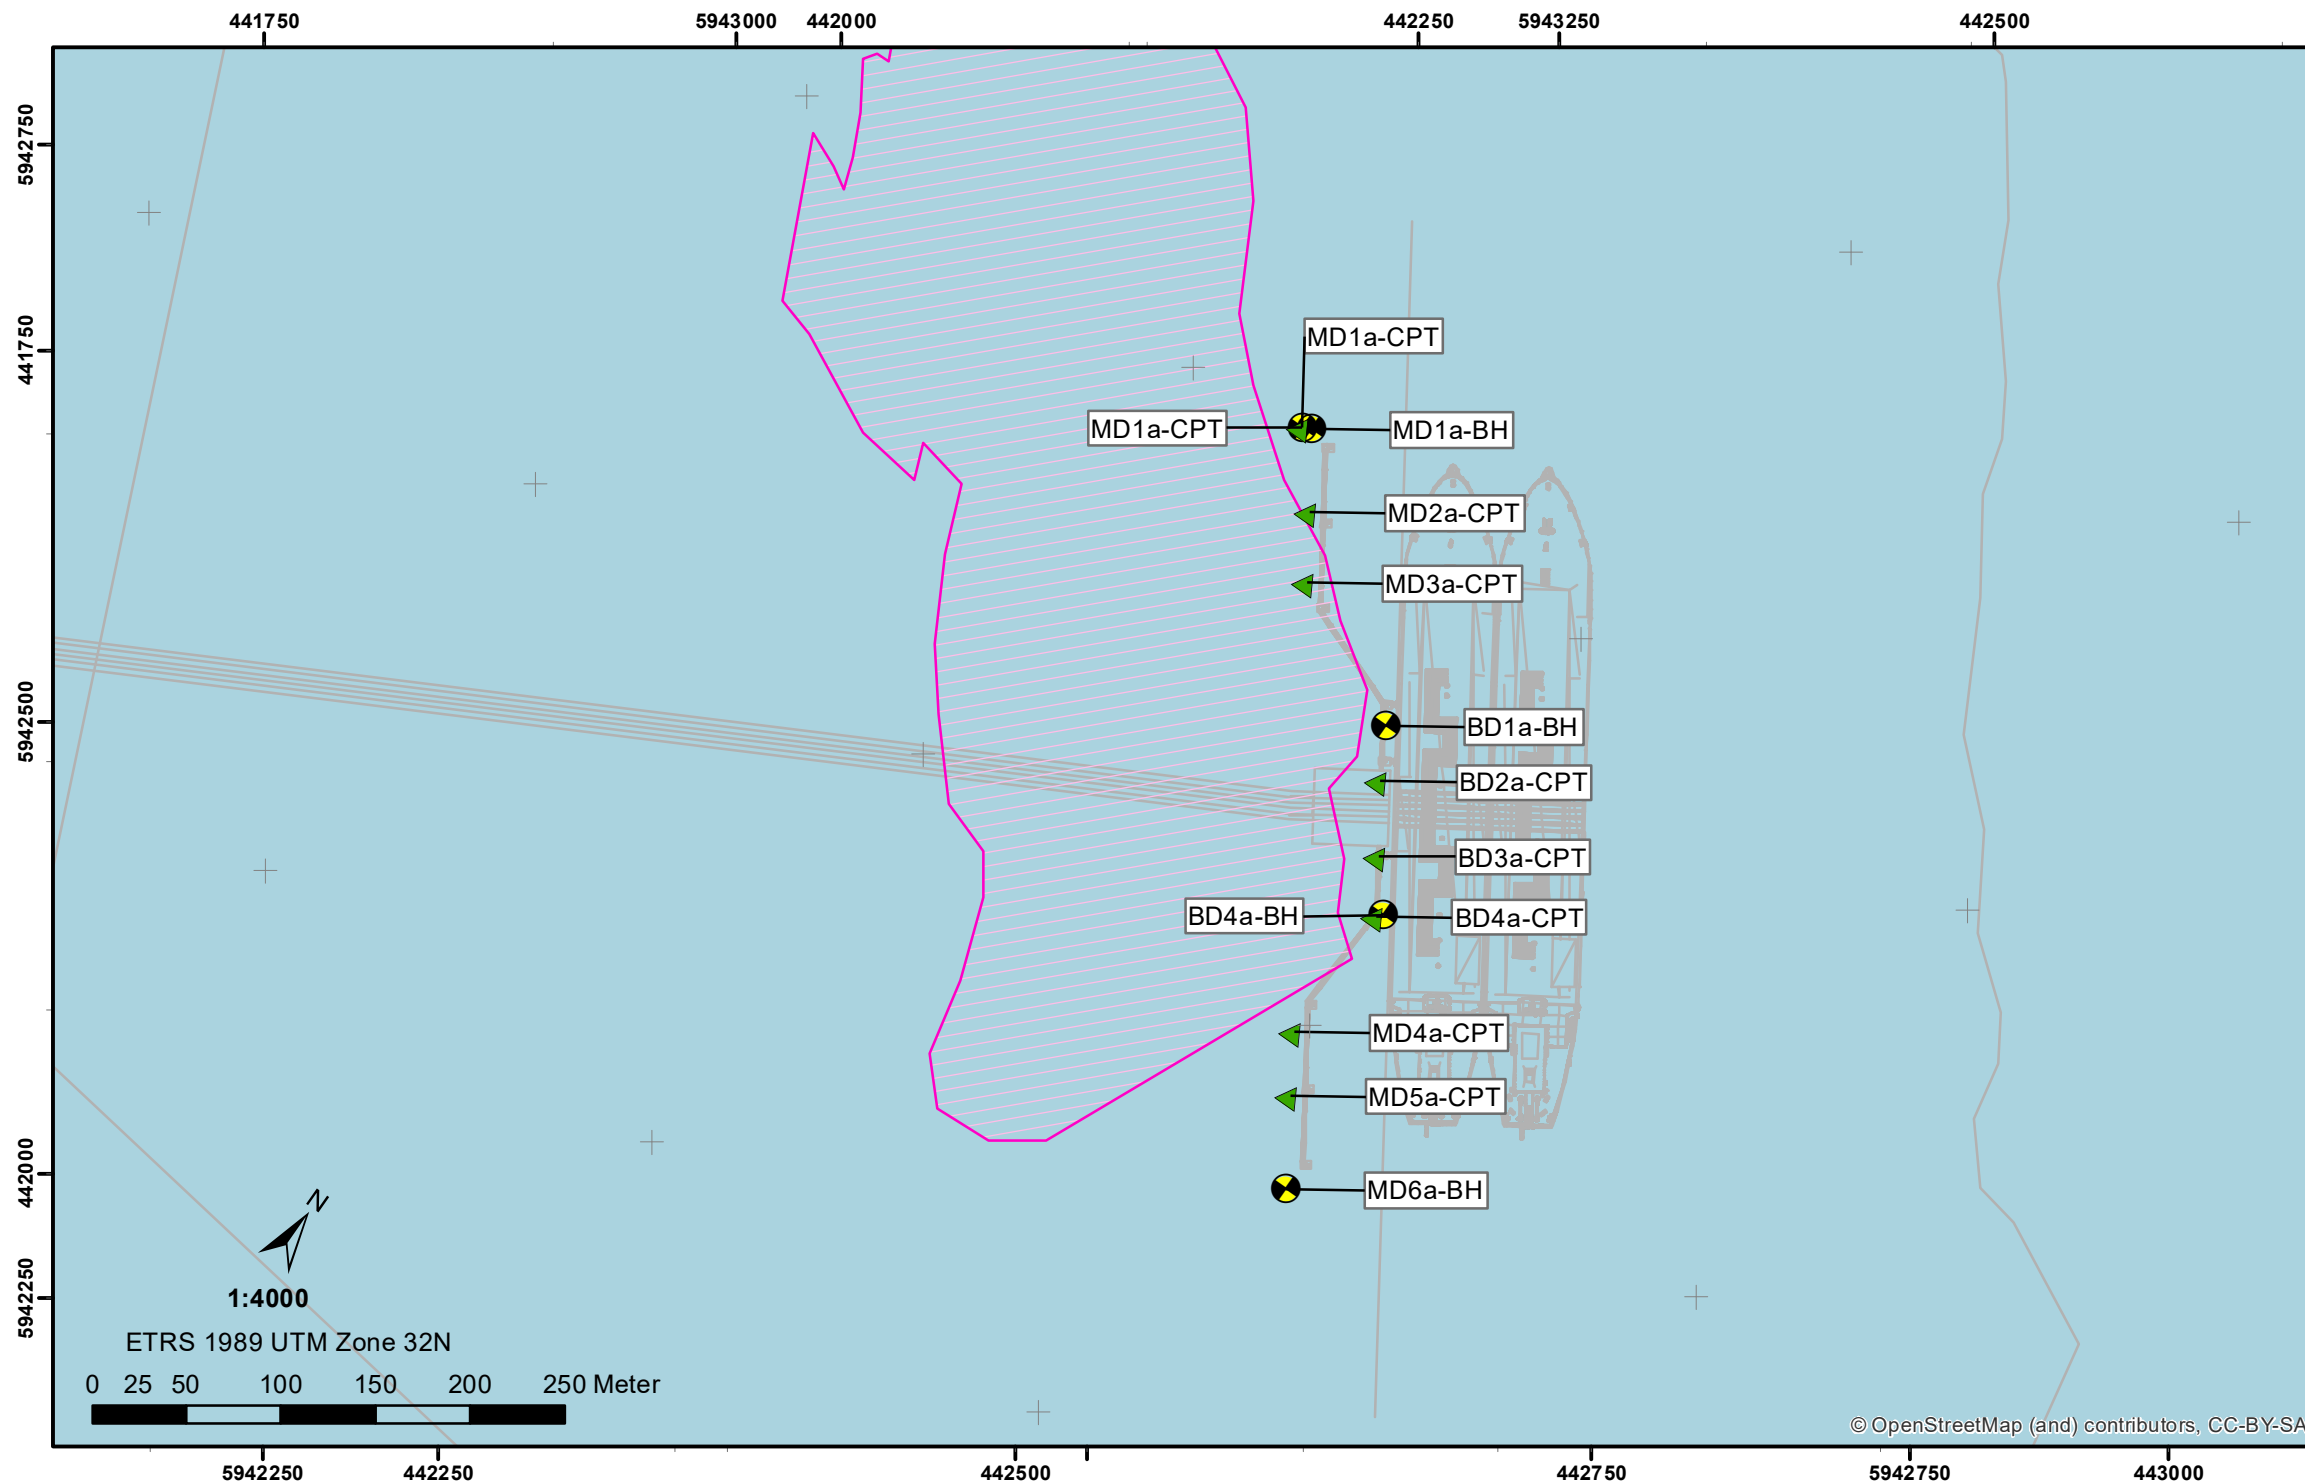 441750
5943000
442000
442250
5943250
442500
5942750
441750
5942500
442000
5942250
MD1a-CPT
MD1a-CPT
MD1a-BH
MD2a-CPT
MD3a-CPT
BD1a-BH
BD2a-CPT
BD3a-CPT
BD4a-BH
BD4a-CPT
MD4a-CPT
MD5a-CPT
MD6a-BH
N
1:4000
ETRS 1989 UTM Zone 32N
0 25 50 100 150 200 250 Meter
© OpenStreetMap (and) contributors, CC-BY-SA
5942250
442250
442500
442750
5942750
443000